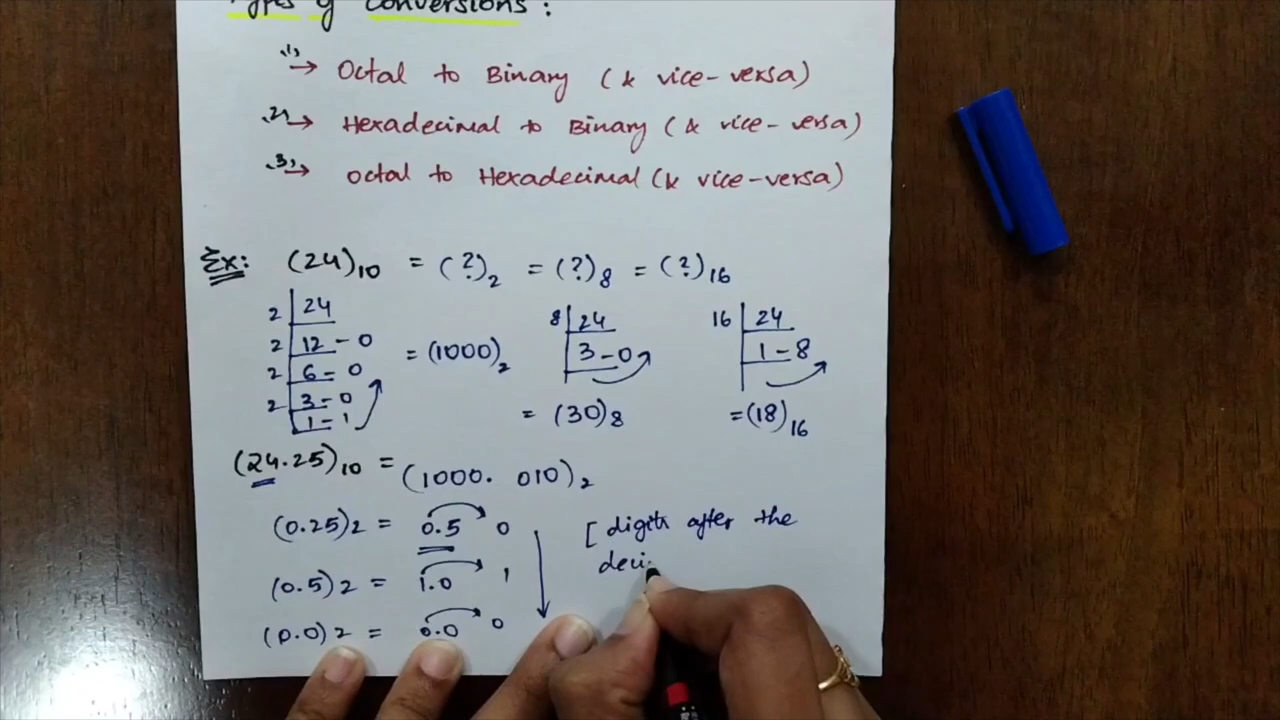 Types of Conversions:
.1, → Octal to Binary (& vice-versa)
.2, → Hexadecimal to Binary (& vice-versa)
.3, → Octal to Hexadecimal (& vice-versa)
Ex: (24)10 = (?)2 = (?)8 = (?)16
2 | 24
2 | 12 - 0
2 | 6 - 0
2 | 3 - 0
1 - 1
= (1000)2
8 | 24
3 - 0
= (30)8
16 | 24
1 - 8
= (18)16
(24.25)10 = (1000. 010)2
(0.25)2 = 0.5 0
(0.5)2 = 1.0 1
(0.0)2 = 0.0 0
[digits after the
deci